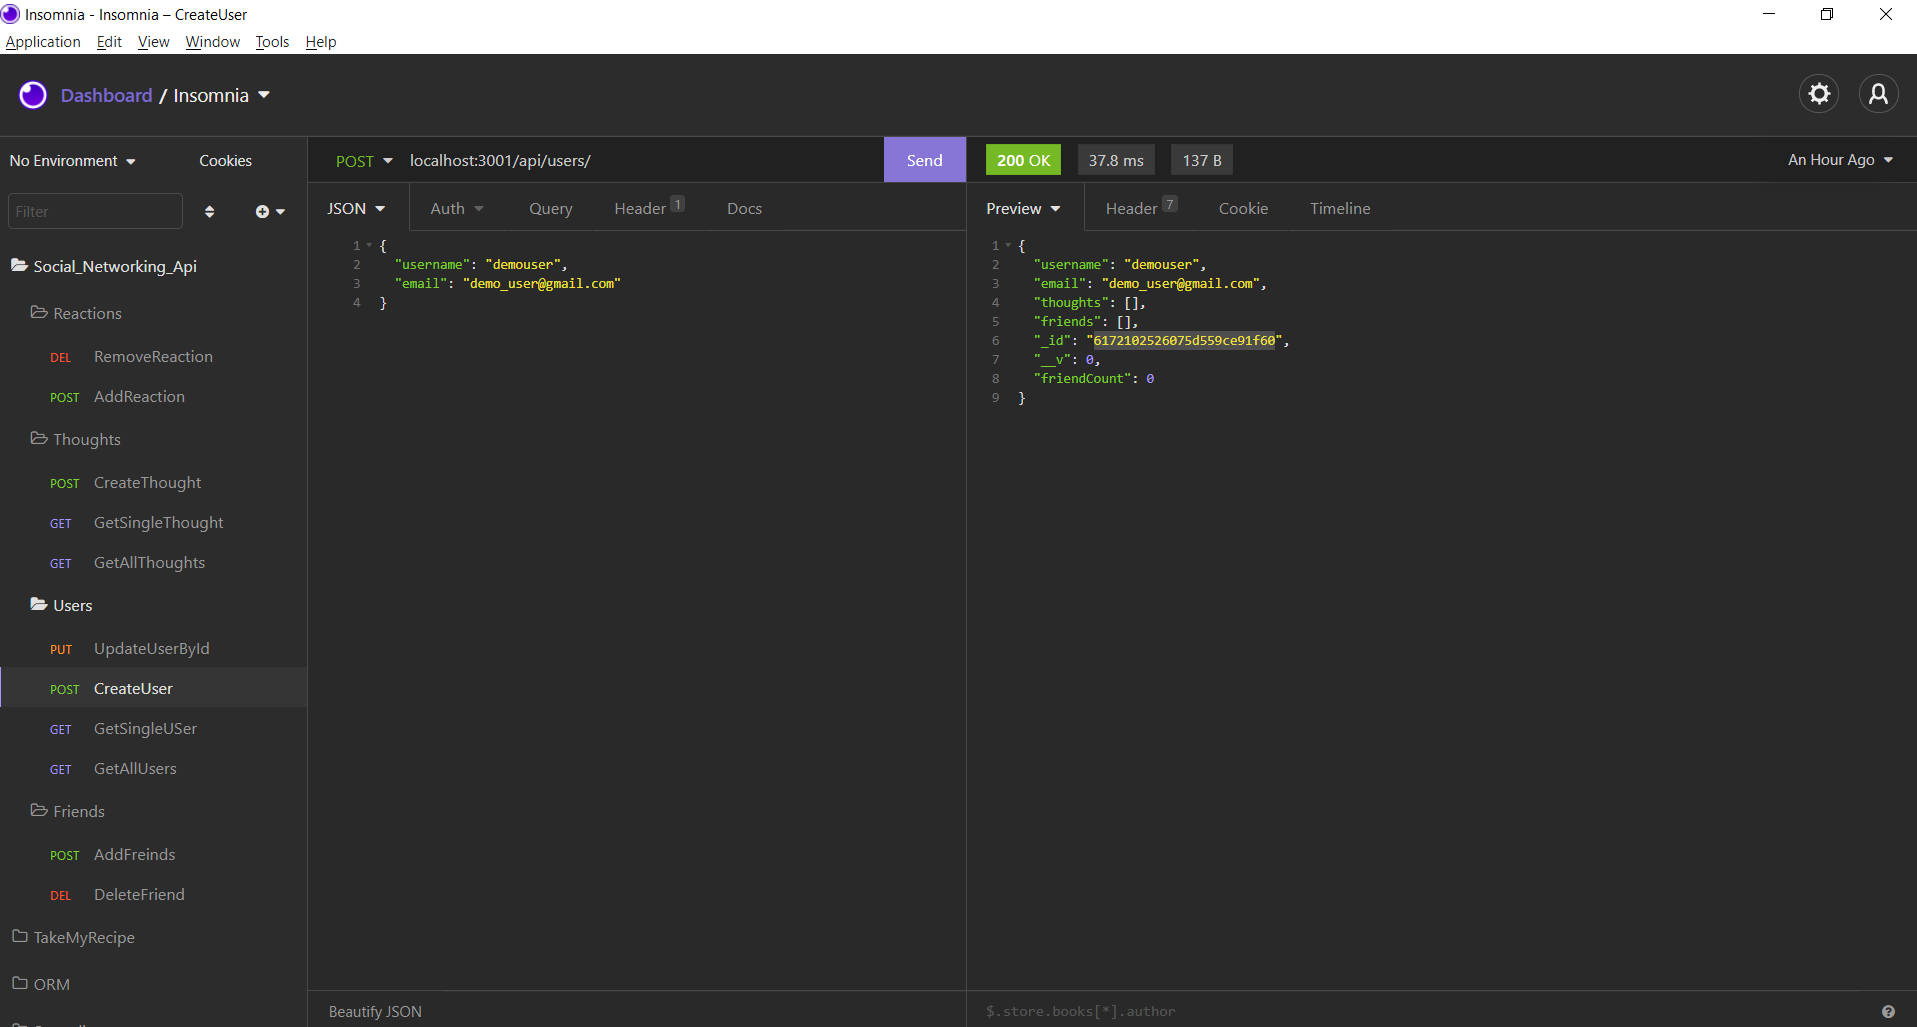 Insomnia - Insomnia – CreateUser
Application Edit View Window Tools Help
Dashboard / Insomnia
No Environment Cookies
Filter
Social_Networking_Api
Reactions
DEL RemoveReaction
POST AddReaction
Thoughts
POST CreateThought
GET GetSingleThought
GET GetAllThoughts
Users
PUT UpdateUserById
POST CreateUser
GET GetSingleUSer
GET GetAllUsers
Friends
POST AddFreinds
DEL DeleteFriend
TakeMyRecipe
ORM
POST localhost:3001/api/users/ Send
JSON Auth Query Header 1 Docs
1 {
2 "username": "demouser",
3 "email": "demo_user@gmail.com"
4 }
Beautify JSON
200 OK 37.8 ms 137 B An Hour Ago
Preview Header 7 Cookie Timeline
1 {
2 "username": "demouser",
3 "email": "demo_user@gmail.com",
4 "thoughts": [],
5 "friends": [],
6 "_id": "6172102526075d559ce91f60",
7 "__v": 0,
8 "friendCount": 0
9 }
$.store.books[*].author